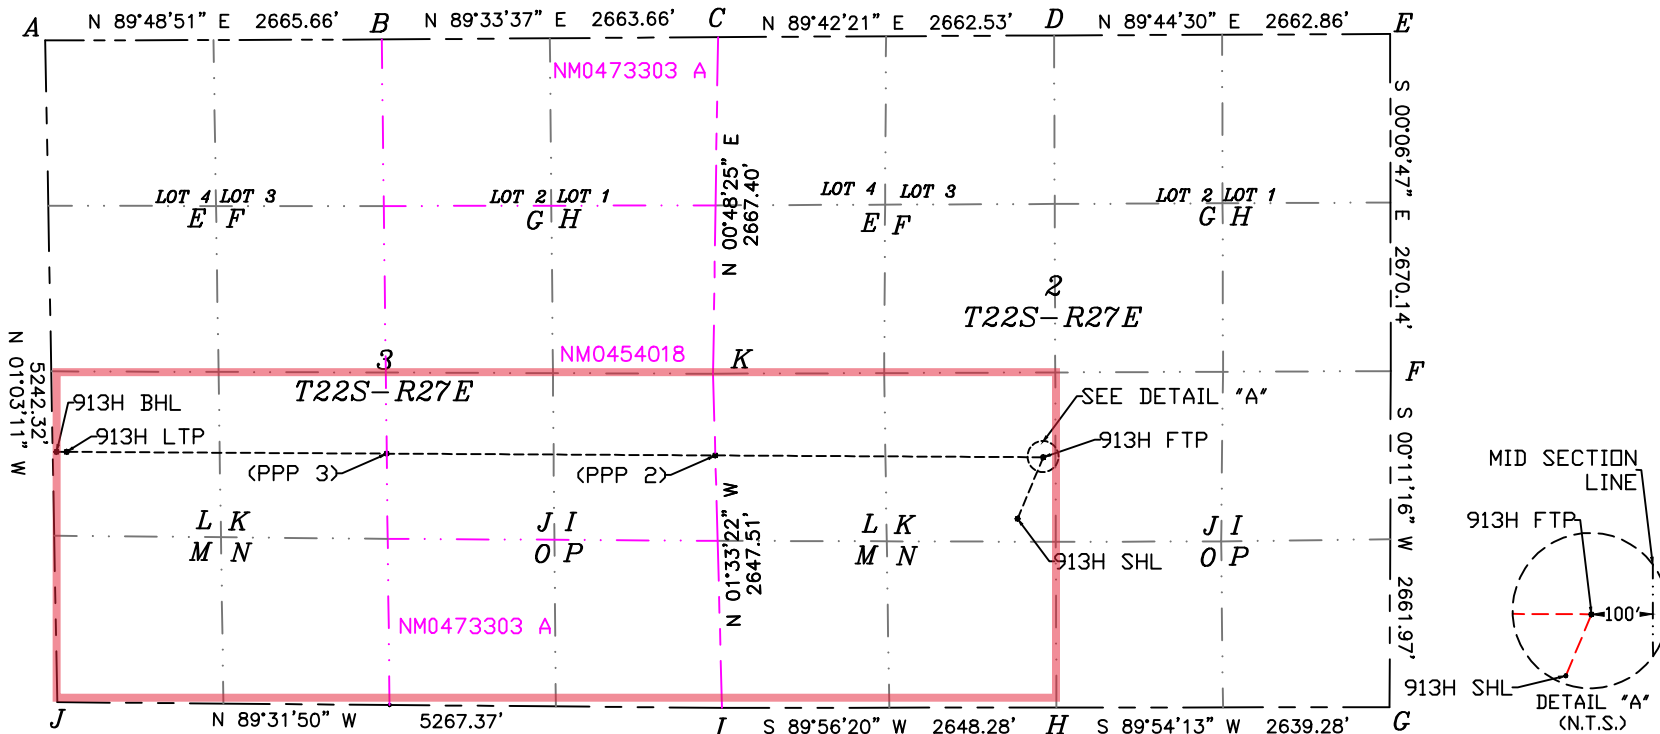 A N 89°48'51" E 2665.66' B N 89°33'37" E 2663.66' C N 89°42'21" E 2662.53' D N 89°44'30" E 2662.86' E
NM0473303 A
S 00°06'47" E 2670.14'
N 00°48'25" E
2667.40'
LOT 4 LOT 3
E F
LOT 2 LOT 1
G H
LOT 4 LOT 3
E F
LOT 2 LOT 1
G H
2
T22S-R27E
NM0454018
3
T22S-R27E
K
F
N 01°03'11" W
5242.32'
913H BHL
913H LTP
(PPP 3)
(PPP 2)
SEE DETAIL "A"
913H FTP
913H SHL
S 00°11'16" W 2661.97'
N 01°33'22" W
2647.51'
L K
M N
J I
O P
L K
M N
J I
O P
NM0473303 A
MID SECTION
LINE
913H FTP
100'
913H SHL
DETAIL "A"
(N.T.S.)
J N 89°31'50" W 5267.37' I S 89°56'20" W 2648.28' H S 89°54'13" W 2639.28' G